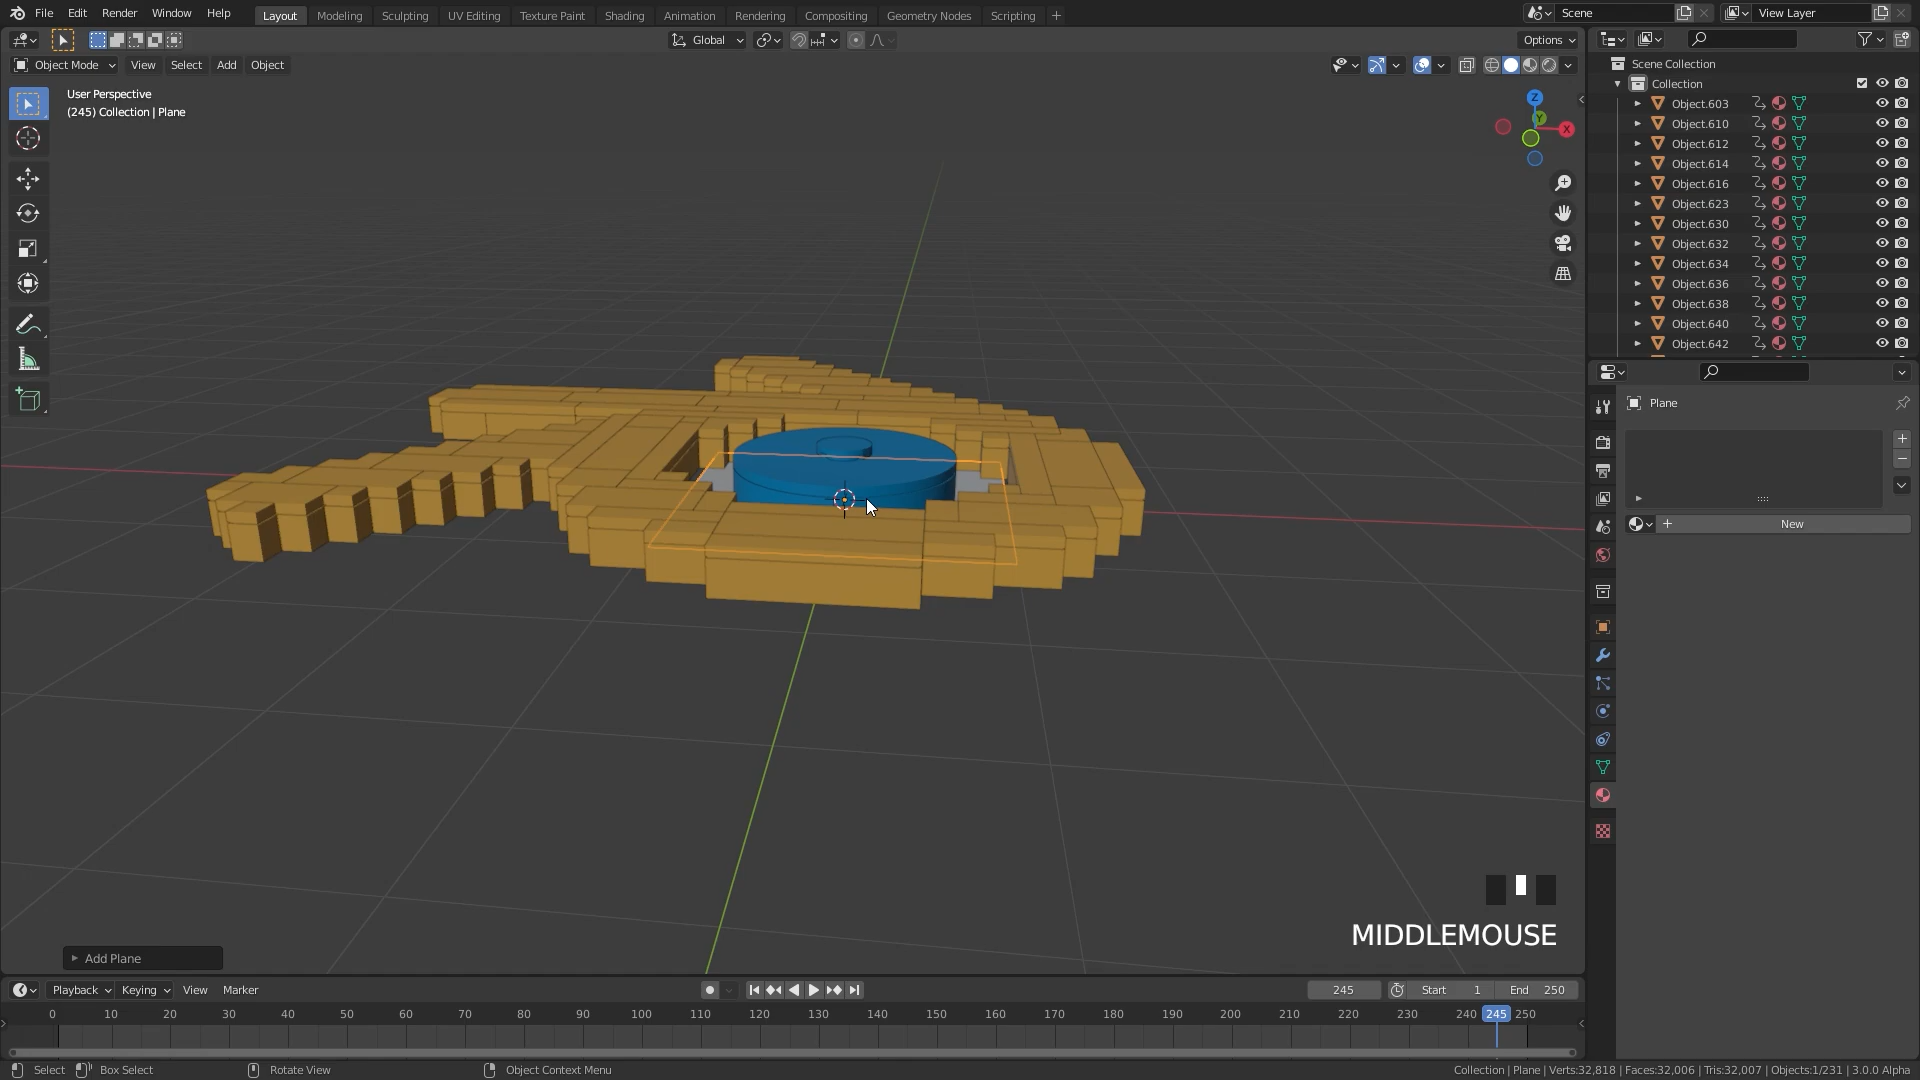 File Edit Render Window Help Layout Modeling Sculpting UV Editing Texture Paint Shading Animation Rendering Compositing Geometry Nodes Scripting + Scene View Layer
Global Options
Object Mode View Select Add Object
User Perspective
(245) Collection | Plane
Z
Y
X
Scene Collection
Collection
Object.603
Object.610
Object.612
Object.614
Object.616
Object.623
Object.630
Object.632
Object.634
Object.636
Object.638
Object.640
Object.642
Plane
New
MIDDLEMOUSE
Add Plane
Playback Keying View Marker 245 Start 1 End 250
0 10 20 30 40 50 60 70 80 90 100 110 120 130 140 150 160 170 180 190 200 210 220 230 240 245 250
Select Box Select Rotate View Object Context Menu Collection | Plane | Verts:32,818 | Faces:32,006 | Tris:32,007 | Objects:1/231 | 3.0.0 Alpha